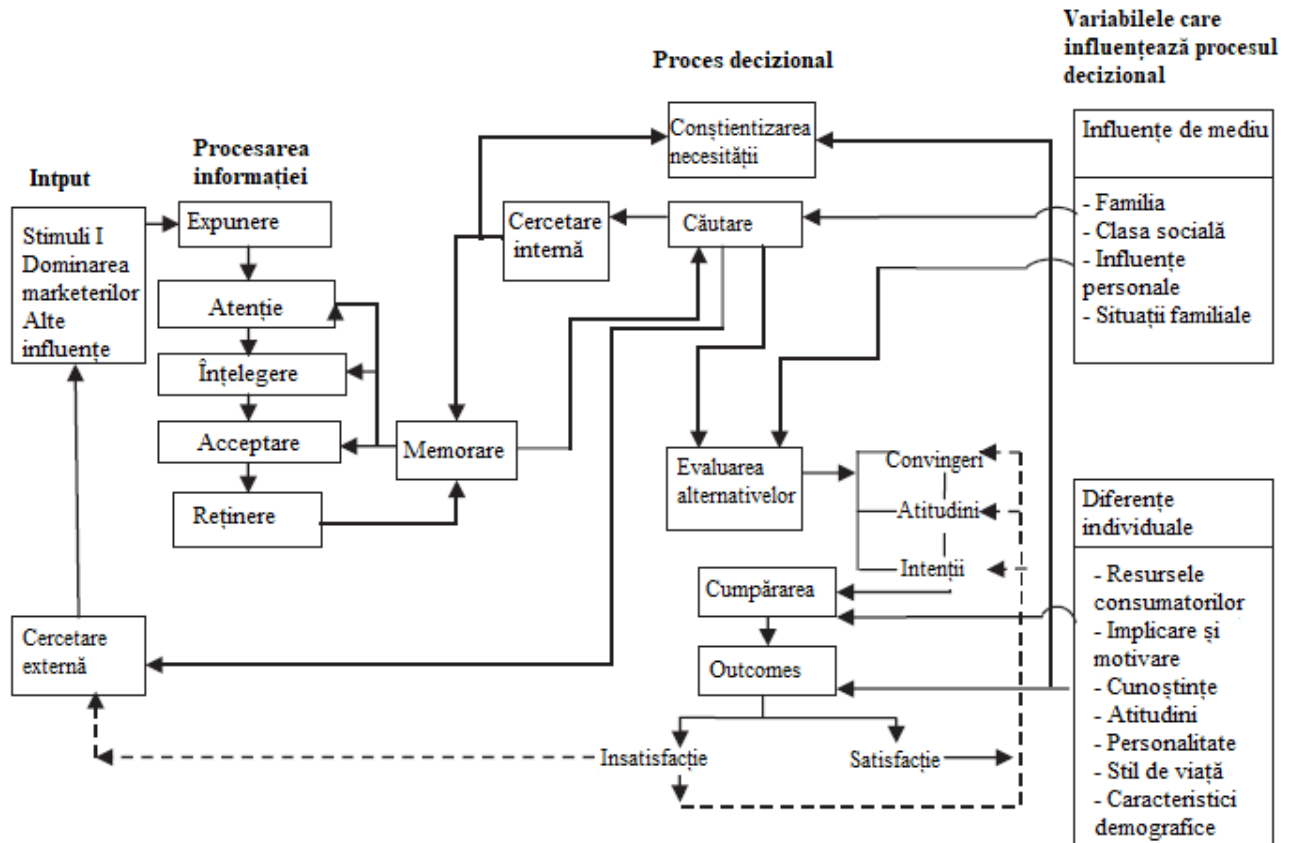 Variabilele care
influențează procesul
decizional
Proces decizional
Procesarea
informației
Intput
Stimuli I
Dominarea
marketerilor
Alte
influențe
Expunere
Atenție
Înțelegere
Acceptare
Reținere
Memorare
Cercetare
externă
Conștientizarea
necesității
Cercetare
internă
Căutare
Evaluarea
alternativelor
Convingeri
Atitudini
Intenții
Cumpărarea
Outcomes
Insatisfacție
Satisfacție
Influențe de mediu
- Familia
- Clasa socială
- Influențe
personale
- Situații familiale
Diferențe
individuale
- Resursele
consumatorilor
- Implicare și
motivare
- Cunoștințe
- Atitudini
- Personalitate
- Stil de viață
- Caracteristici
demografice